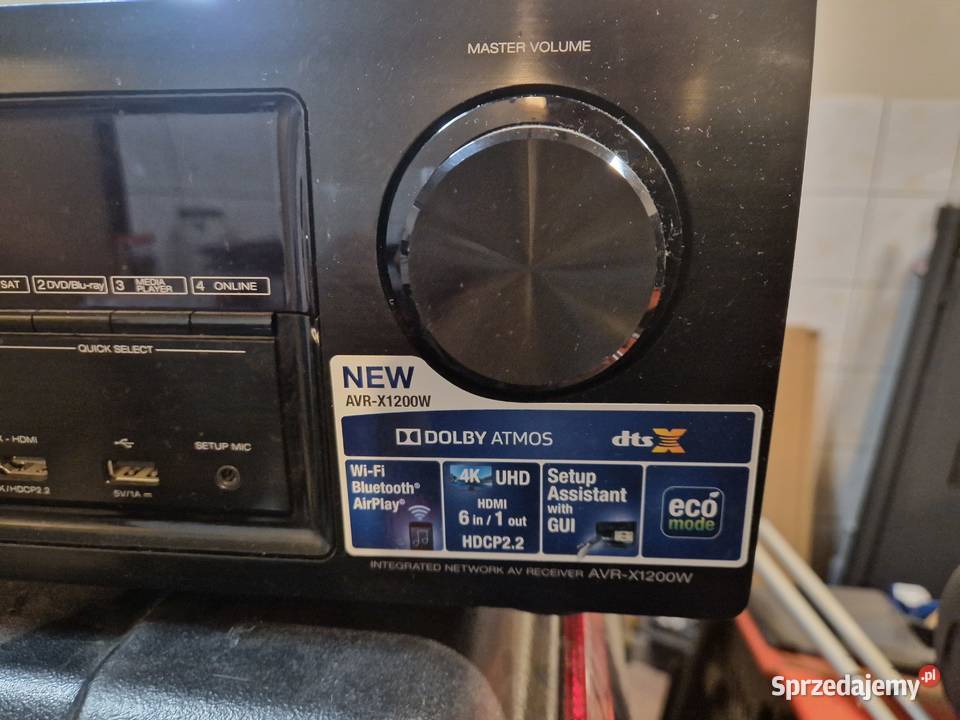 MASTER VOLUME
SAT
2 DVD/Blu-ray
3 MEDIA PLAYER
4 ONLINE
QUICK SELECT
- HDMI
SETUP MIC
/HDCP2.2
5V/1A
NEW
AVR-X1200W
DOLBY ATMOS
dts X
Wi-Fi
Bluetooth®
AirPlay®
4K UHD
HDMI
6 in / 1 out
HDCP2.2
Setup
Assistant
with
GUI
eco
mode
INTEGRATED NETWORK AV RECEIVER AVR-X1200W
Sprzedajemy.pl